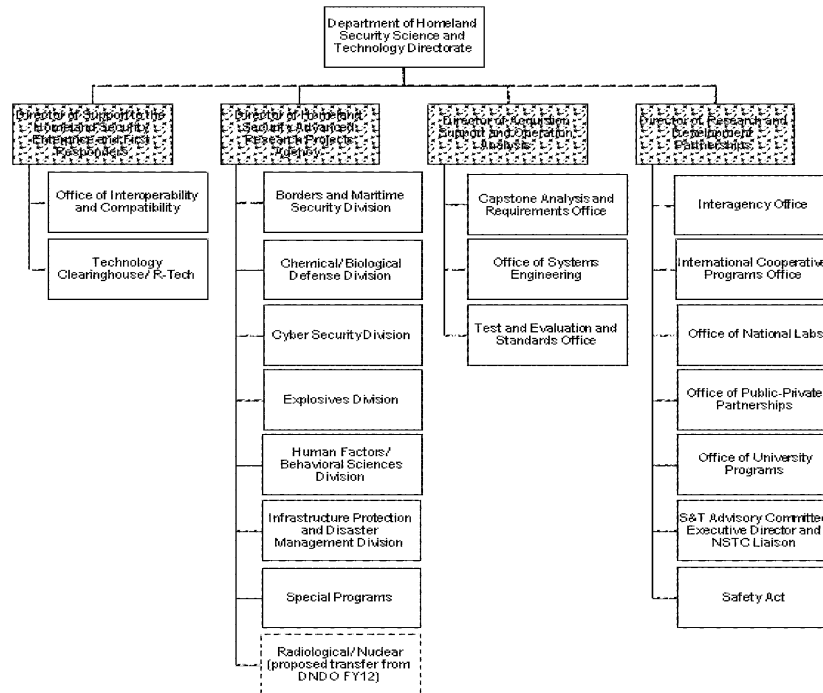 Department of Homeland
Security Science and
Technology Directorate
Director of Support to the
Homeland Security
Enterprise and First
Responders
Office of Interoperability
and Compatibility
Technology
Clearinghouse/ R-Tech
Director of Homeland
Security Advanced
Research Projects
Agency
Borders and Maritime
Security Division
Chemical/ Biological
Defense Division
Cyber Security Division
Explosives Division
Human Factors/
Behavioral Sciences
Division
Infrastructure Protection
and Disaster
Management Division
Special Programs
Radiological/ Nuclear
(proposed transfer from
DNDO FY12)
Director of Acquisition
Support and Operation
Analysis
Capstone Analysis and
Requirements Office
Office of Systems
Engineering
Test and Evaluation and
Standards Office
Director of Research and
Development
Partnerships
Interagency Office
International Cooperative
Programs Office
Office of National Labs
Office of Public-Private
Partnerships
Office of University
Programs
S&T Advisory Committee
Executive Director and
NSTC Liaison
Safety Act